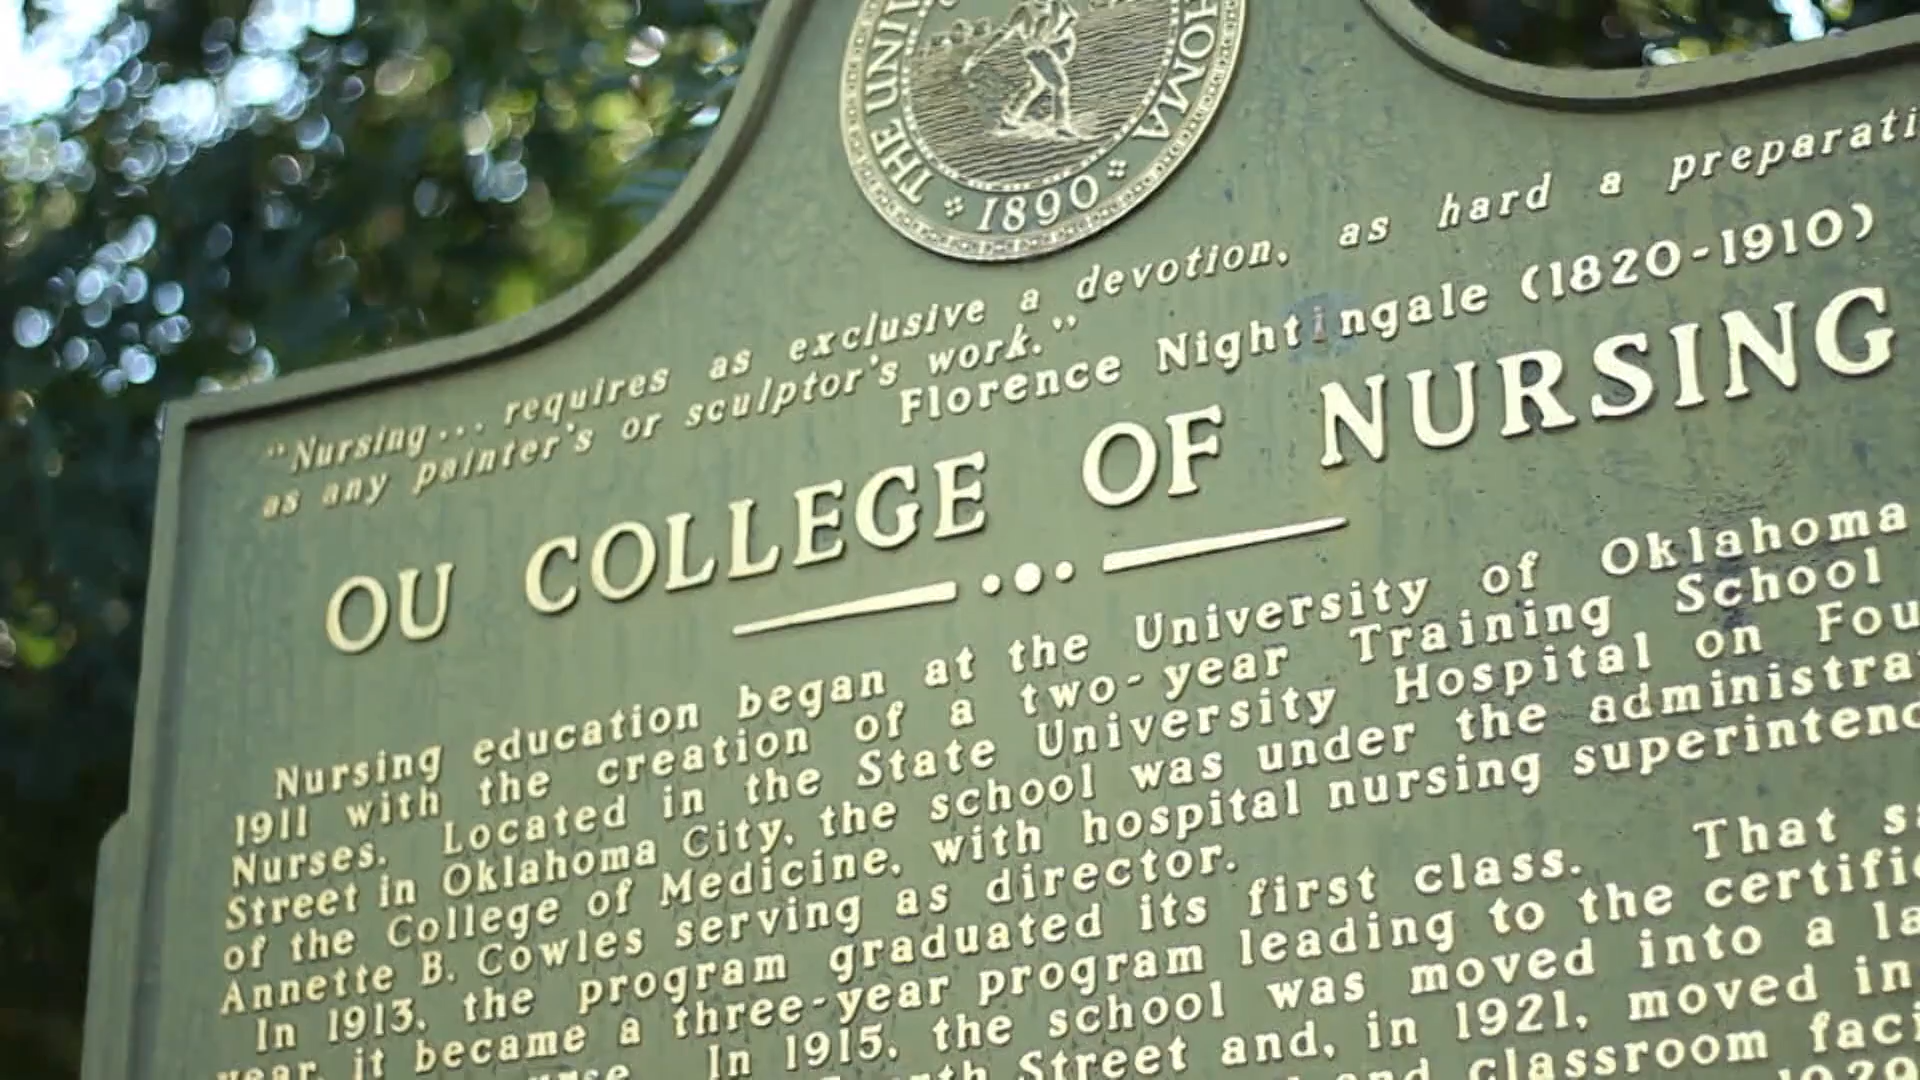 THE UNI HOMA
1890
"Nursing... requires as exclusive a devotion, as hard a preparati
as any painter's or sculptor's work."
Florence Nightingale (1820-1910)
OU COLLEGE OF NURSING
Nursing education began at the University of Oklahoma
1911 with the creation of a two-year Training School
Nurses. Located in the State University Hospital on Fou
Street in Oklahoma City, the school was under the administra
of the College of Medicine, with hospital nursing superintend
Annette B. Cowles serving as director.
In 1913, the program graduated its first class. That s
year, it became a three-year program leading to the certifi
In 1915, the school was moved into a la
Street and, in 1921, moved in
and classroom faci